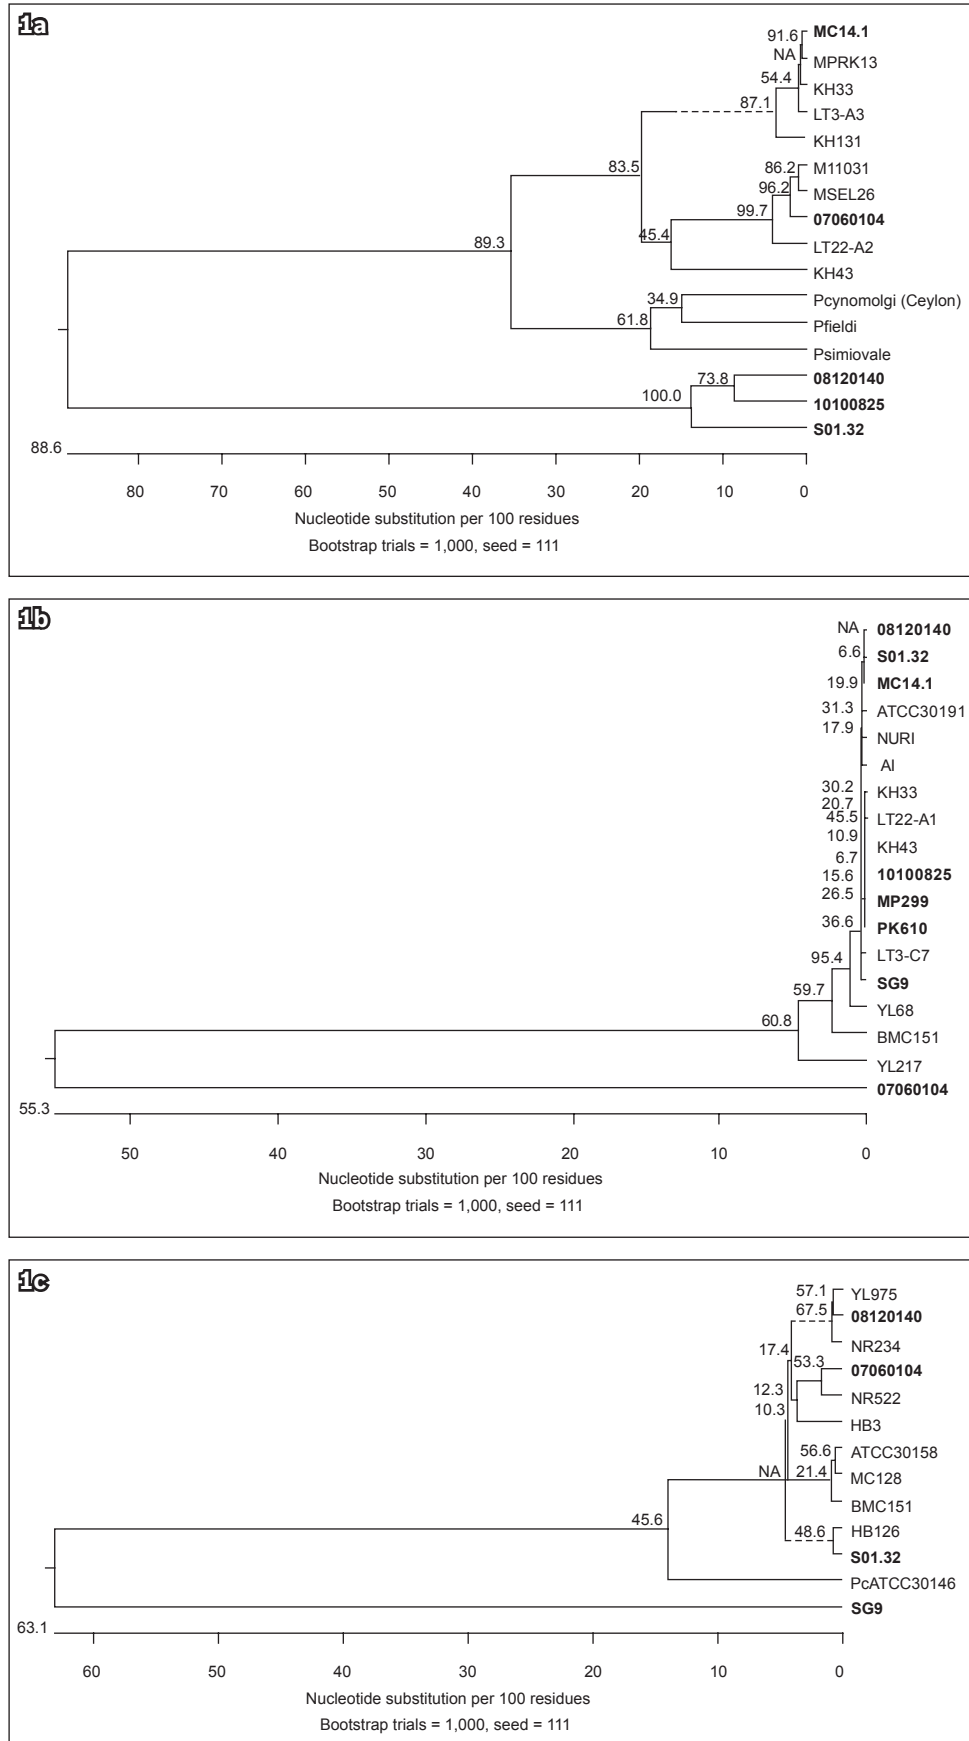 1a
91.6
MC14.1
NA
MPRK13
54.4
KH33
87.1
LT3-A3
KH131
83.5
86.2
M11031
96.2
MSEL26
99.7
07060104
89.3
45.4
LT22-A2
KH43
34.9
Pcynomolgi (Ceylon)
61.8
Pfieldi
Psimiovale
73.8
08120140
100.0
10100825
S01.32
88.6
80 70 60 50 40 30 20 10 0
Nucleotide substitution per 100 residues
Bootstrap trials = 1,000, seed = 111
1b
NA
08120140
6.6
S01.32
19.9
MC14.1
31.3
ATCC30191
17.9
NURI
AI
30.2
KH33
20.7
45.5
LT22-A1
10.9
KH43
6.7
15.6
10100825
26.5
MP299
36.6
PK610
95.4
LT3-C7
59.7
SG9
YL68
60.8
BMC151
YL217
07060104
55.3
50 40 30 20 10 0
Nucleotide substitution per 100 residues
Bootstrap trials = 1,000, seed = 111
1c
57.1
YL975
67.5
08120140
17.4
NR234
53.3
07060104
12.3
NR522
10.3
HB3
56.6
ATCC30158
NA
21.4
MC128
BMC151
45.6
48.6
HB126
S01.32
PcATCC30146
SG9
63.1
60 50 40 30 20 10 0
Nucleotide substitution per 100 residues
Bootstrap trials = 1,000, seed = 111